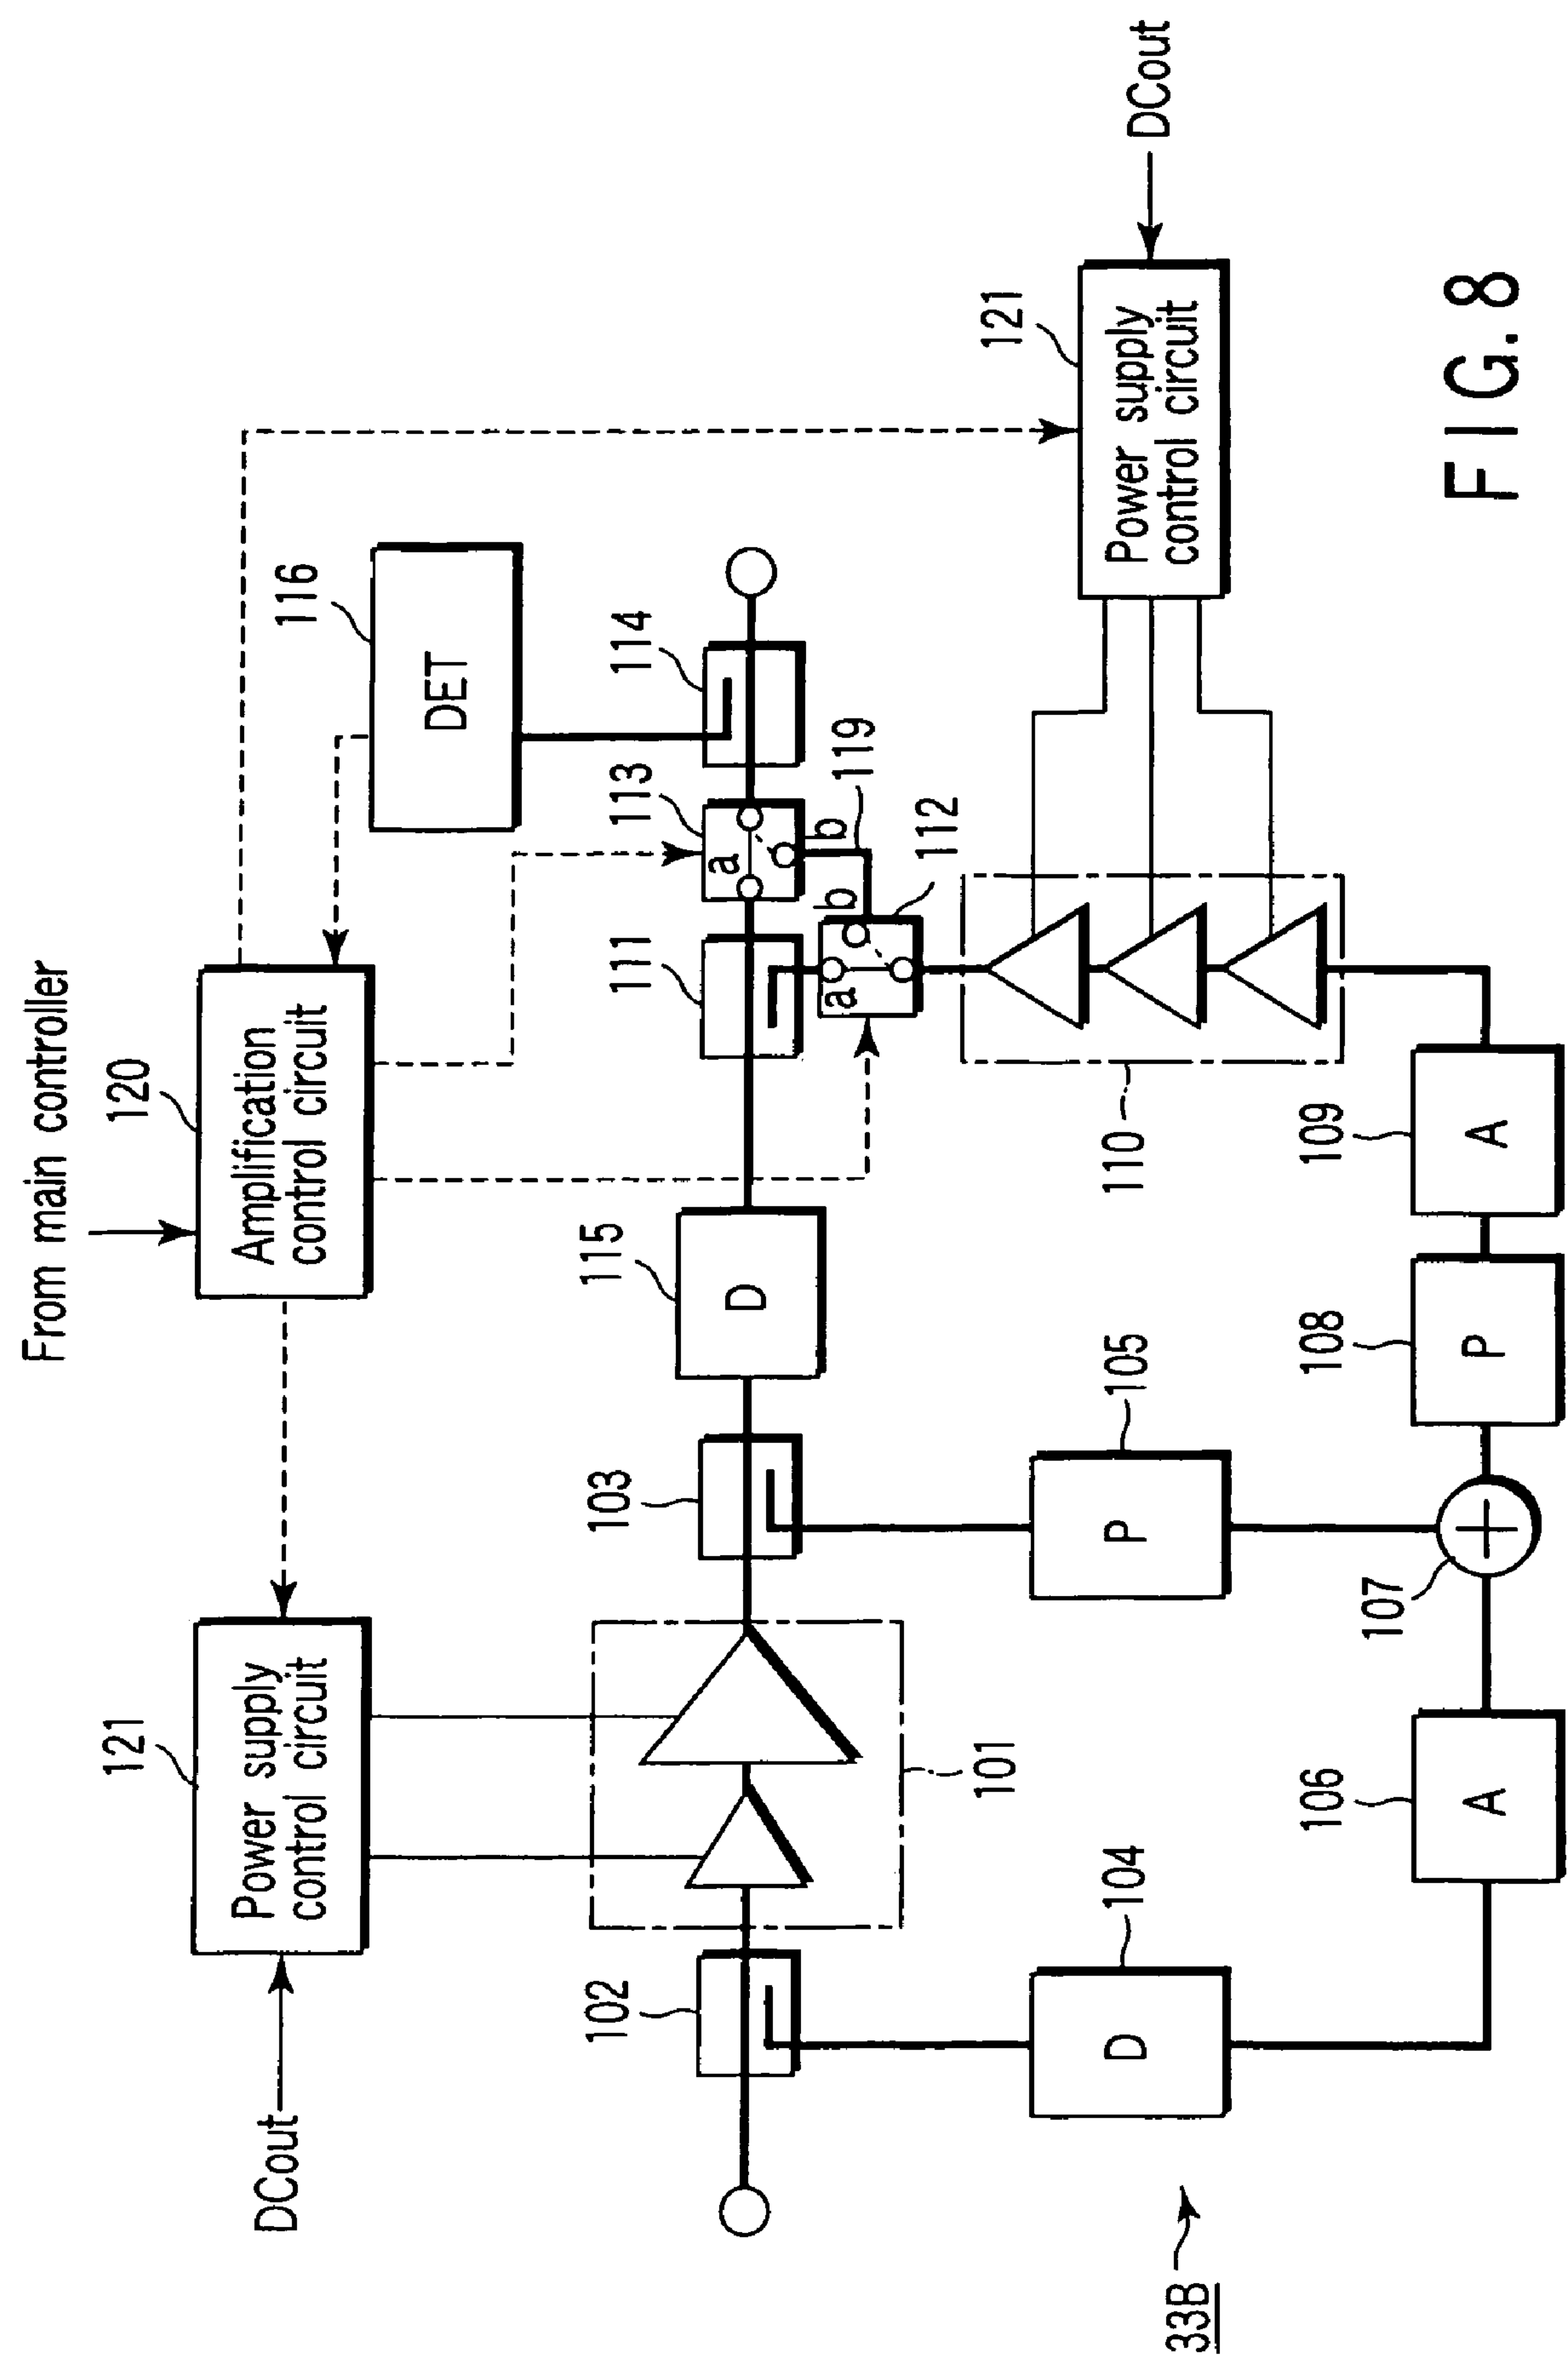 From main controller
120
Amplification
control circuit
121
Power supply
control circuit
DCout
116
DET
114
113
a
b
119
111
112
a
b
115
D
103
102
101
DCout
121
Power supply
control circuit
110
105
P
104
D
109
A
108
P
107
106
A
33B
FIG. 8